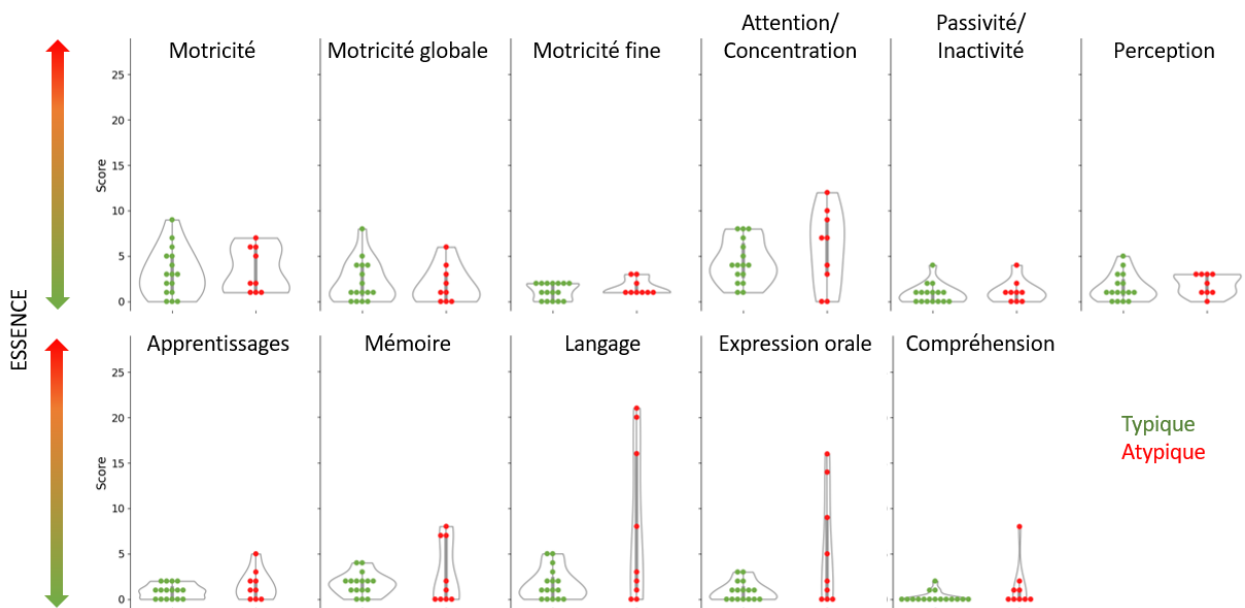 Motricité
Motricité globale
Motricité fine
Attention/
Concentration
Passivité/
Inactivité
Perception
25
20
15
10
5
0
Score
ESSENCE
Apprentissages
Mémoire
Langage
Expression orale
Compréhension
25
20
15
10
5
0
Score
Typique
Atypique